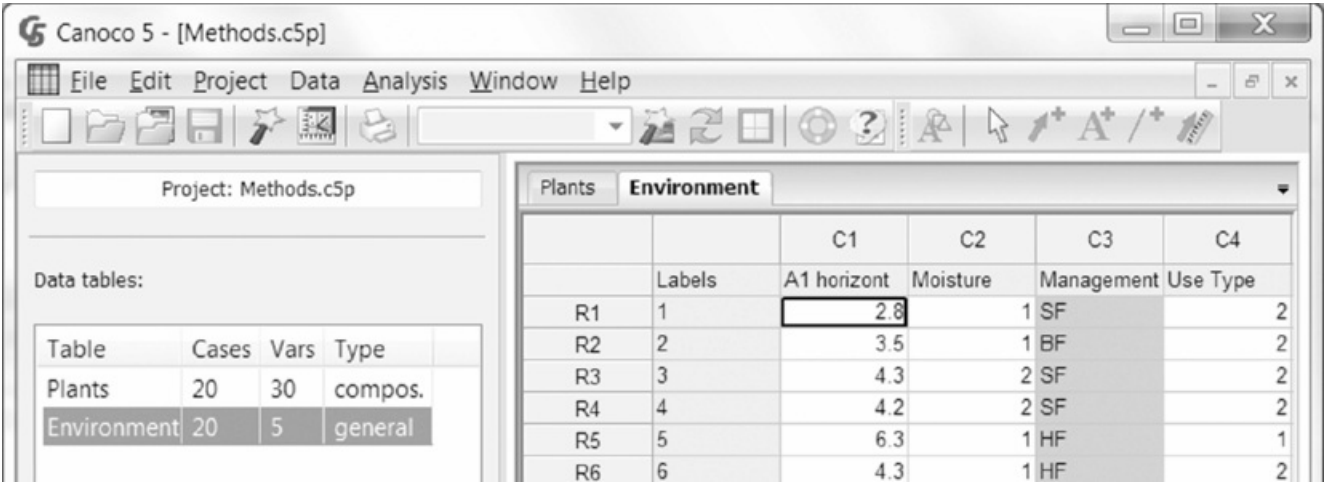 Canoco 5 - [Methods.c5p]
File Edit Project Data Analysis Window Help
Project: Methods.c5p
Data tables:
Table Cases Vars Type
Plants 20 30 compos.
Environment 20 5 general
Plants Environment
C1 C2 C3 C4
Labels A1 horizont Moisture Management Use Type
R1 1 2.8 1 SF 2
R2 2 3.5 1 BF 2
R3 3 4.3 2 SF 2
R4 4 4.2 2 SF 2
R5 5 6.3 1 HF 1
R6 6 4.3 1 HF 2